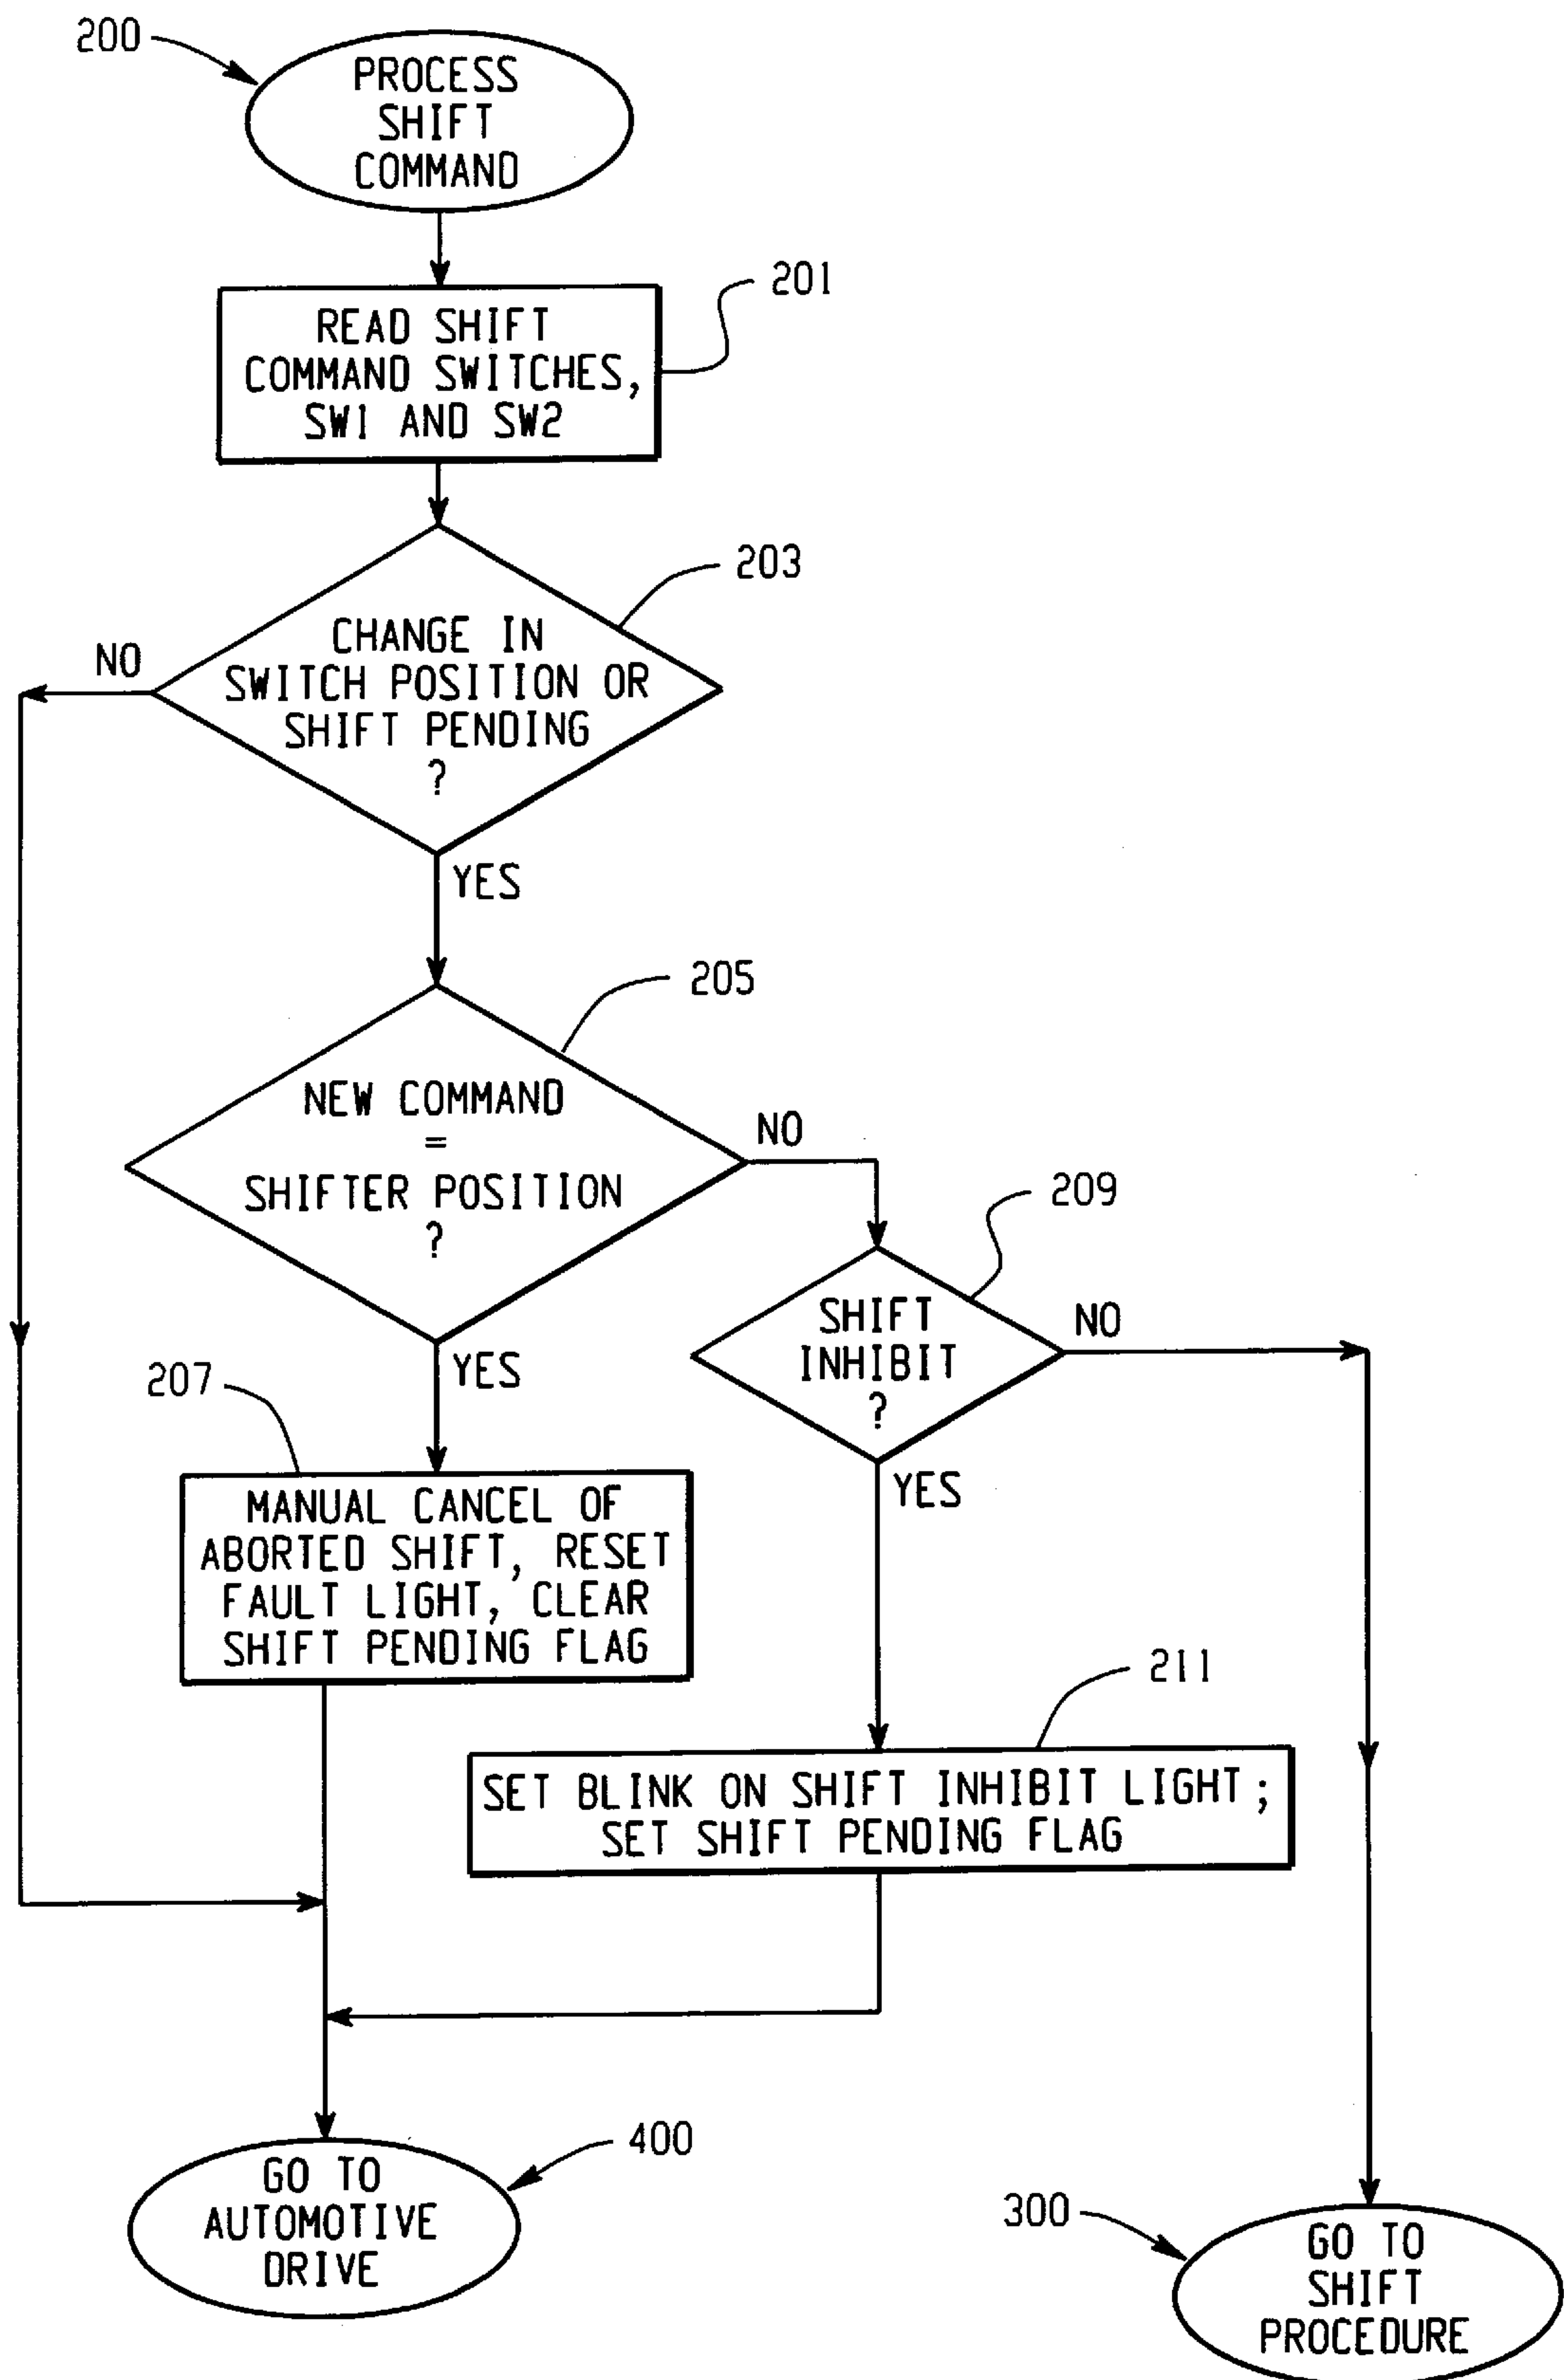 200
PROCESS
SHIFT
COMMAND
201
READ SHIFT
COMMAND SWITCHES,
SW1 AND SW2
203
CHANGE IN
SWITCH POSITION OR
SHIFT PENDING
?
NO
YES
205
NEW COMMAND
=
SHIFTER POSITION
?
NO
YES
209
SHIFT
INHIBIT
?
NO
YES
207
MANUAL CANCEL OF
ABORTED SHIFT, RESET
FAULT LIGHT, CLEAR
SHIFT PENDING FLAG
211
SET BLINK ON SHIFT INHIBIT LIGHT;
SET SHIFT PENDING FLAG
400
GO TO
AUTOMOTIVE
DRIVE
300
GO TO
SHIFT
PROCEDURE